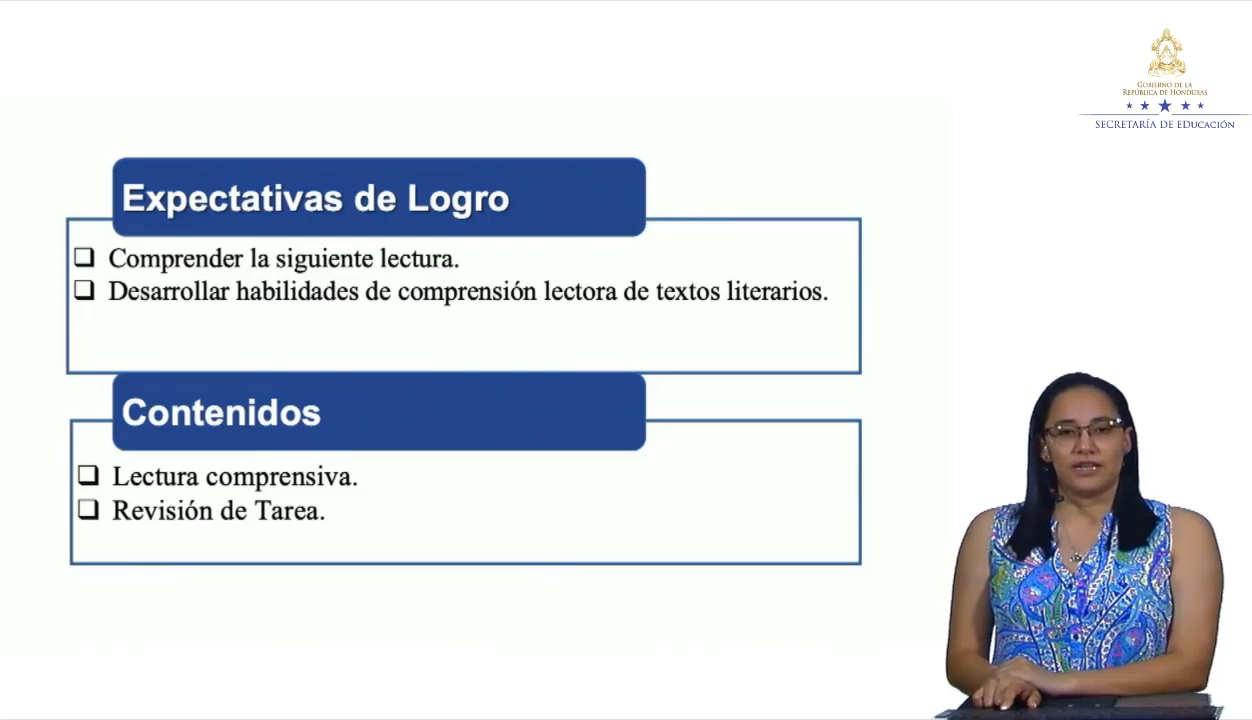 GOBIERNO DE LA
REPÚBLICA DE HONDURAS
SECRETARÍA DE EDUCACIÓN
Expectativas de Logro
Comprender la siguiente lectura.
Desarrollar habilidades de comprensión lectora de textos literarios.
Contenidos
Lectura comprensiva.
Revisión de Tarea.